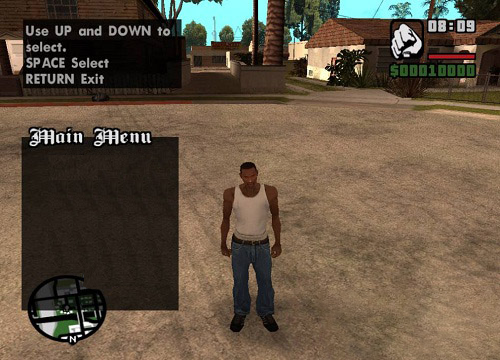 Use UP and DOWN to
select.
SPACE Select
RETURN Exit
08:09
$00010000
Main Menu
N